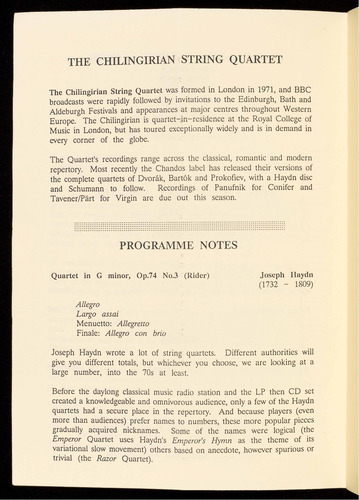 THE CHILINGIRIAN STRING QUARTET
The Chilingirian String Quartet was formed in London in 1971, and BBC
broadcasts were rapidly followed by invitations to the Edinburgh, Bath and
Aldeburgh Festivals and appearances at major centres throughout Western
Europe. The Chilingirian is quartet-in-residence at the Royal College of
Music in London, but has toured exceptionally widely and is in demand in
every corner of the globe.
The Quartet's recordings range across the classical, romantic and modern
repertory. Most recently the Chandos label has released their versions of
the complete quartets of Dvorák, Bartók and Prokofiev, with a Haydn disc
and Schumann to follow. Recordings of Panufnik for Conifer and
Tavener/Pärt for Virgin are due out this season.
PROGRAMME NOTES
Quartet in G minor, Op.74 No.3 (Rider) Joseph Haydn
(1732 - 1809)
Allegro
Largo assai
Menuetto: Allegretto
Finale: Allegro con brio
Joseph Haydn wrote a lot of string quartets. Different authorities will
give you different totals, but whichever you choose, we are looking at a
large number, into the 70s at least.
Before the daylong classical music radio station and the LP then CD set
created a knowledgeable and omnivorous audience, only a few of the Haydn
quartets had a secure place in the repertory. And because players (even
more than audiences) prefer names to numbers, these more popular pieces
gradually acquired nicknames. Some of the names were logical (the
Emperor Quartet uses Haydn's Emperor's Hymn as the theme of its
variational slow movement) others based on anecdote, however spurious or
trivial (the Razor Quartet).